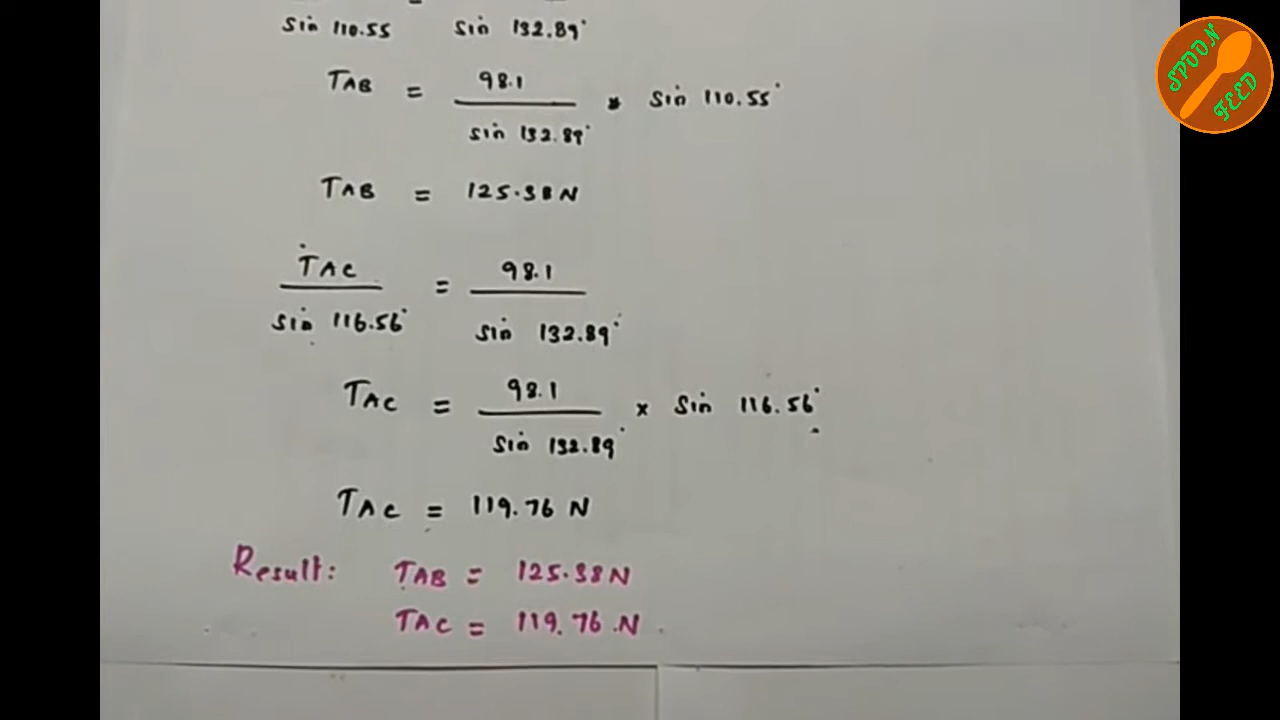 sin 110.55 sin 132.89°
TAB = 98.1 / sin 132.89° * sin 110.55°
TAB = 125.38 N
TAC / sin 116.56° = 98.1 / sin 132.89°
TAC = 98.1 / sin 132.89° x sin 116.56°
TAC = 119.76 N
Result: TAB = 125.38 N
TAC = 119.76 N
SPOON
FEED